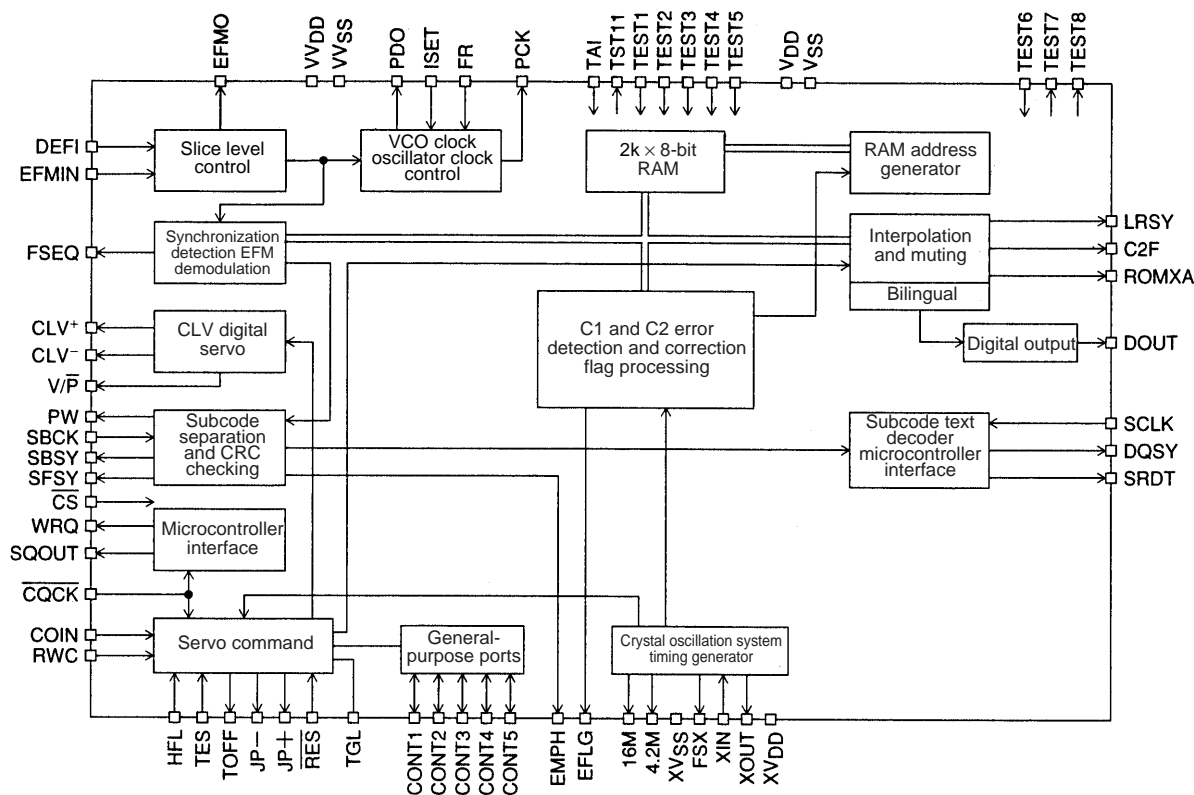 EFMO
VVDD
VVSS
PDO
ISET
FR
PCK
TAI
TST11
TEST1
TEST2
TEST3
TEST4
TEST5
VDD
VSS
TEST6
TEST7
TEST8
DEFI
EFMIN
Slice level
control
VCO clock
oscillator clock
control
2k × 8-bit
RAM
RAM address
generator
FSEQ
Synchronization
detection EFM
demodulation
Interpolation
and muting
Bilingual
LRSY
C2F
ROMXA
CLV+
CLV−
V/P̅
CLV digital
servo
C1 and C2 error
detection and correction
flag processing
Digital output
DOUT
PW
SBCK
SBSY
SFSY
Subcode
separation
and CRC
checking
Subcode text
decoder
microcontroller
interface
SCLK
DQSY
SRDT
C̅S̅
WRQ
SQOUT
Microcontroller
interface
C̅Q̅C̅K̅
COIN
RWC
Servo command
General-
purpose ports
Crystal oscillation system
timing generator
HFL
TES
TOFF
JP−
JP+
R̅E̅S̅
TGL
CONT1
CONT2
CONT3
CONT4
CONT5
EMPH
EFLG
16M
4.2M
XVSS
FSX
XIN
XOUT
XVDD